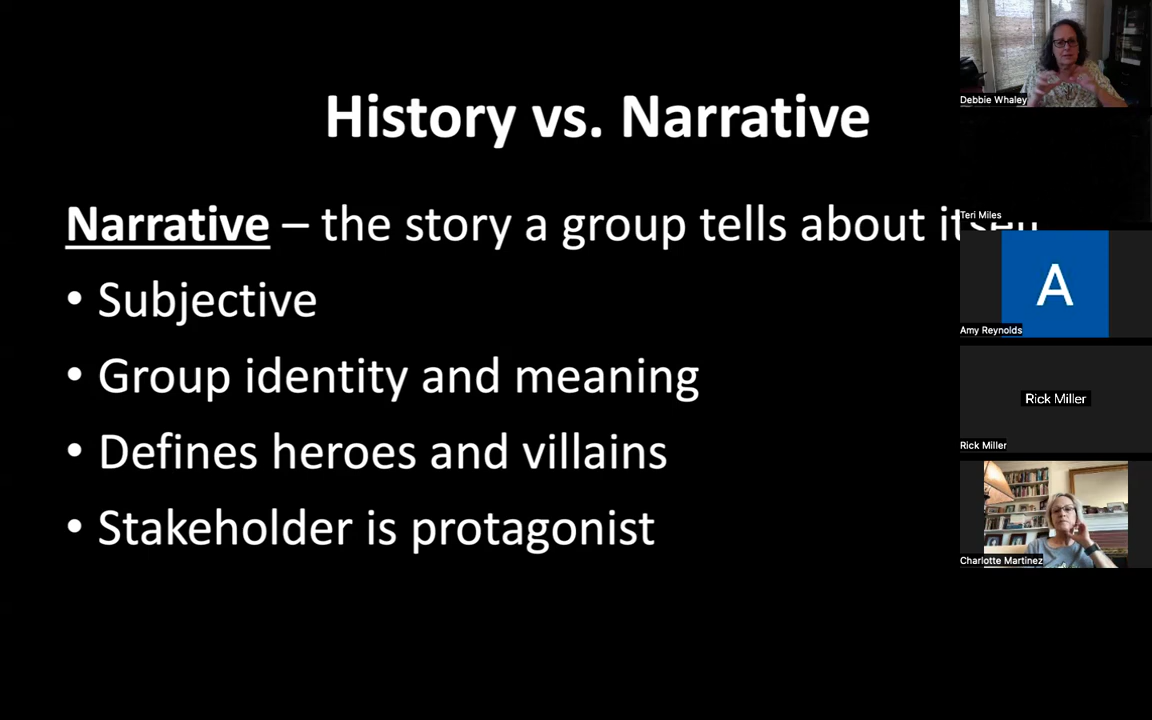 History vs. Narrative
Narrative – the story a group tells about itself
• Subjective
• Group identity and meaning
• Defines heroes and villains
• Stakeholder is protagonist
Debbie Whaley
Teri Miles
A
Amy Reynolds
Rick Miller
Rick Miller
Charlotte Martinez